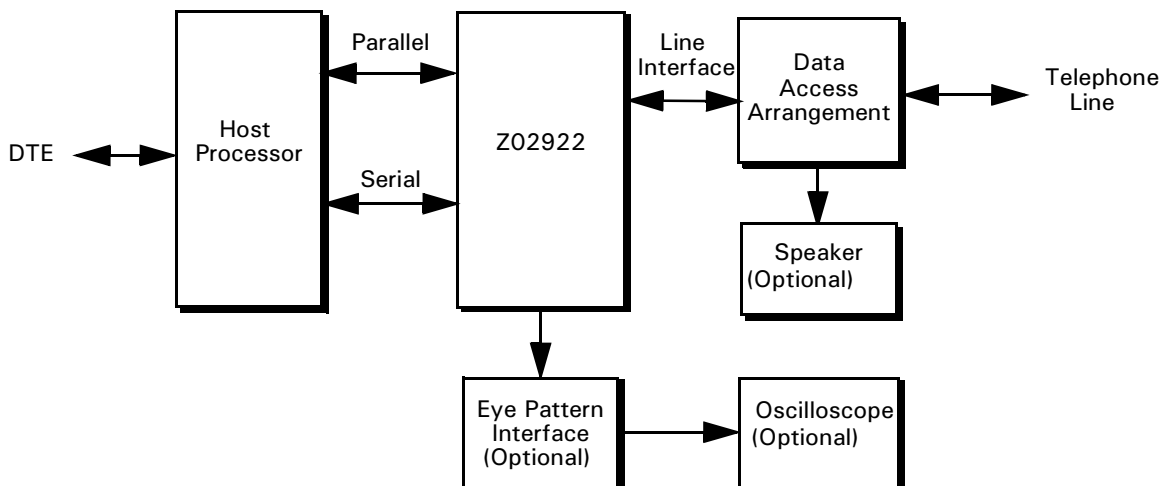 DTE
Host
Processor
Parallel
Serial
Z02922
Line
Interface
Data
Access
Arrangement
Telephone
Line
Speaker
(Optional)
Eye Pattern
Interface
(Optional)
Oscilloscope
(Optional)